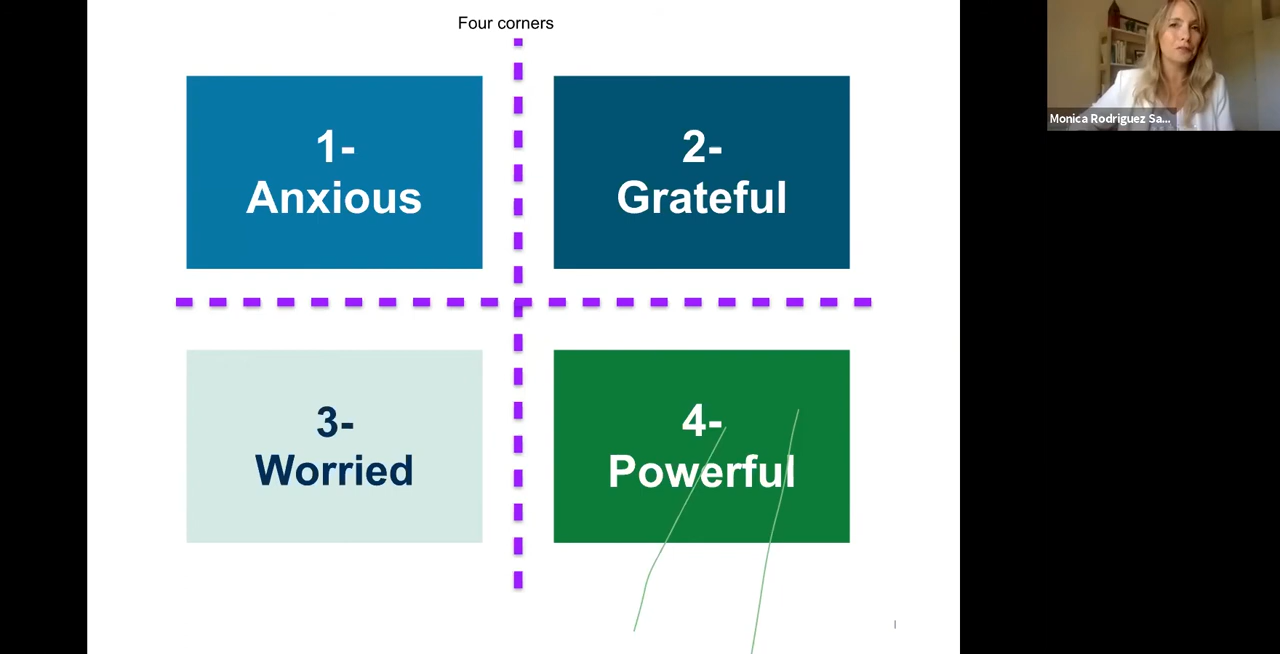 Four corners
1-
Anxious
2-
Grateful
3-
Worried
4-
Powerful
Monica Rodriguez Sa...